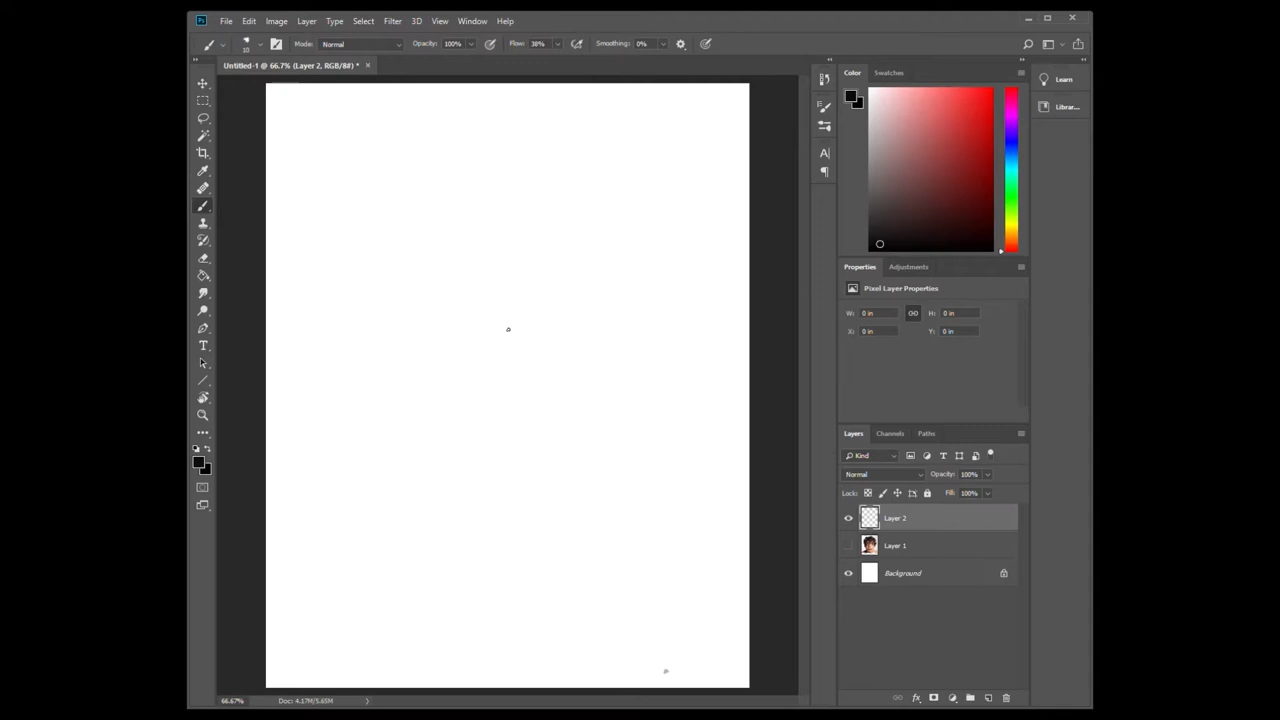 Ps File Edit Image Layer Type Select Filter 3D View Window Help
10 Mode: Normal Opacity: 100% Flow: 38% Smoothing: 0%
Untitled-1 @ 66.7% (Layer 2, RGB/8#) * ×
Color Swatches
Learn
Librar...
Properties Adjustments
Pixel Layer Properties
W: 0 in H: 0 in
X: 0 in Y: 0 in
Layers Channels Paths
Kind
Normal Opacity: 100%
Lock: Fill: 100%
Layer 2
Layer 1
Background
66.67% Doc: 4.17M/5.65M